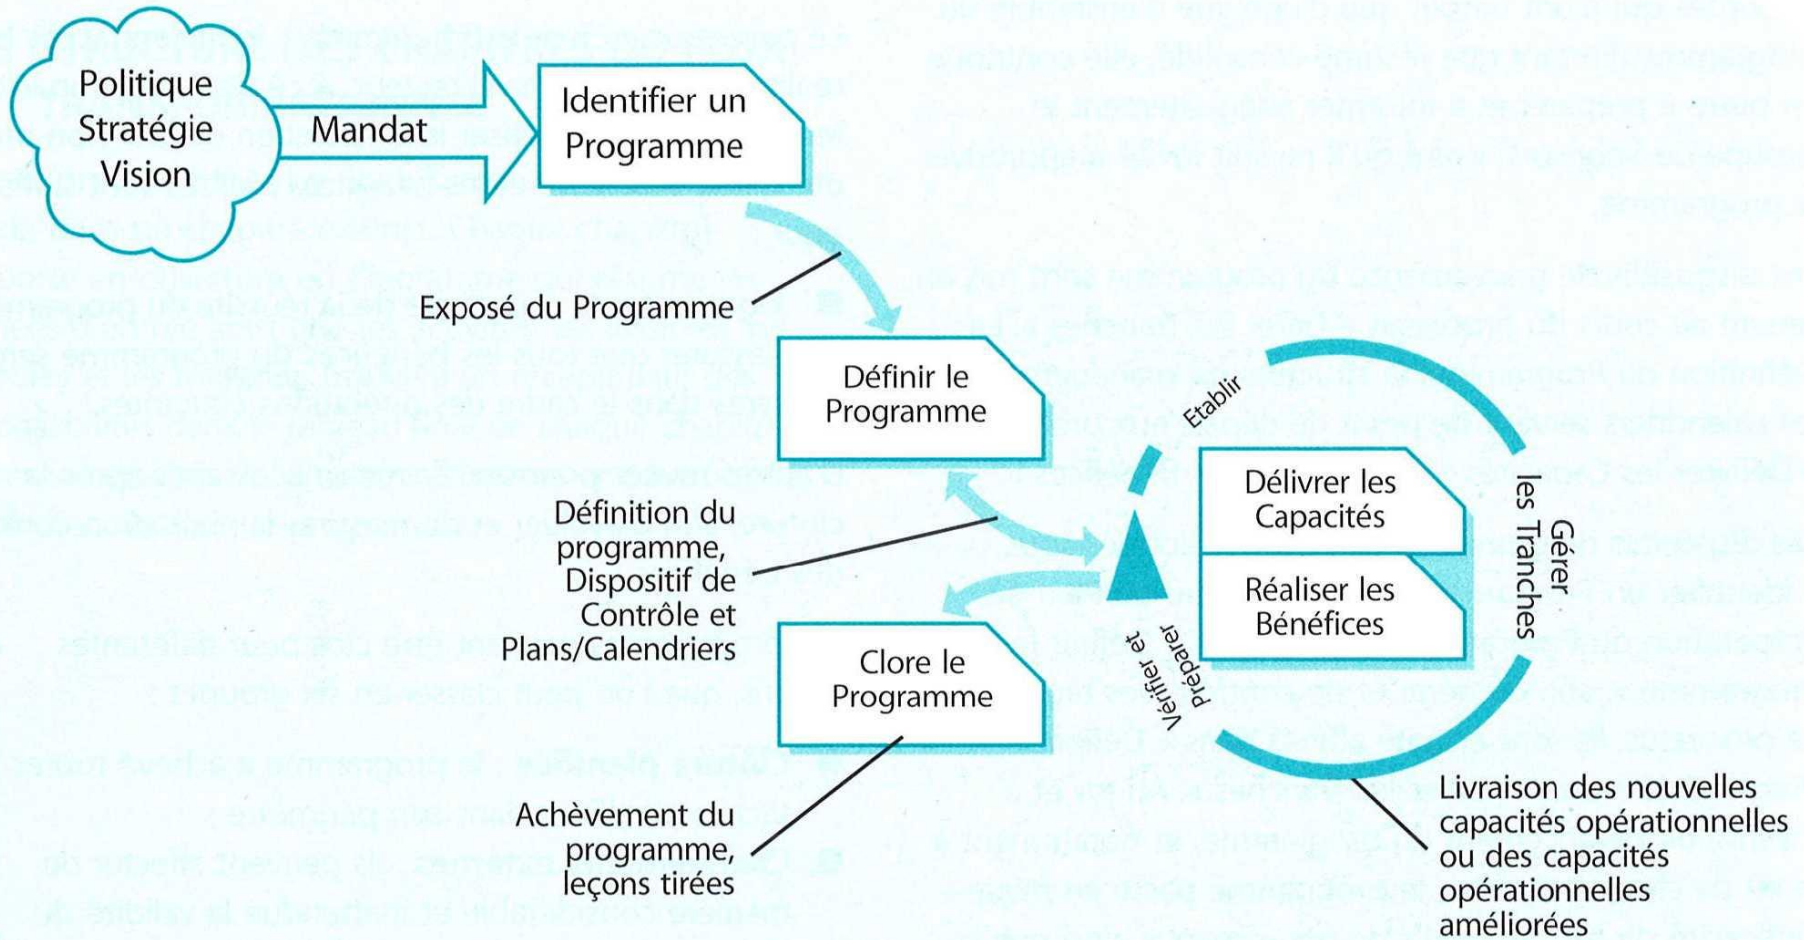 Politique
Stratégie
Vision
Mandat
Identifier un
Programme
Exposé du Programme
Définir le
Programme
Etablir
Définition du
programme,
Dispositif de
Contrôle et
Plans/Calendriers
Délivrer les
Capacités
Réaliser les
Bénéfices
Gérer
les Tranches
Vérifier et
Préparer
Clore le
Programme
Achèvement du
programme,
leçons tirées
Livraison des nouvelles
capacités opérationnelles
ou des capacités
opérationnelles
améliorées